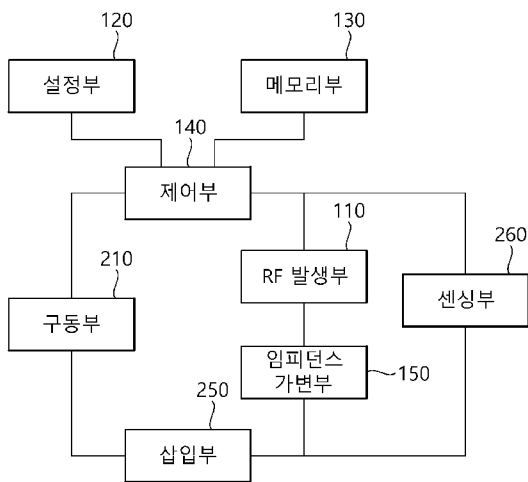 120
설정부
130
메모리부
140
제어부
110
RF 발생부
210
구동부
260
센싱부
임피던스
가변부
150
250
삽입부